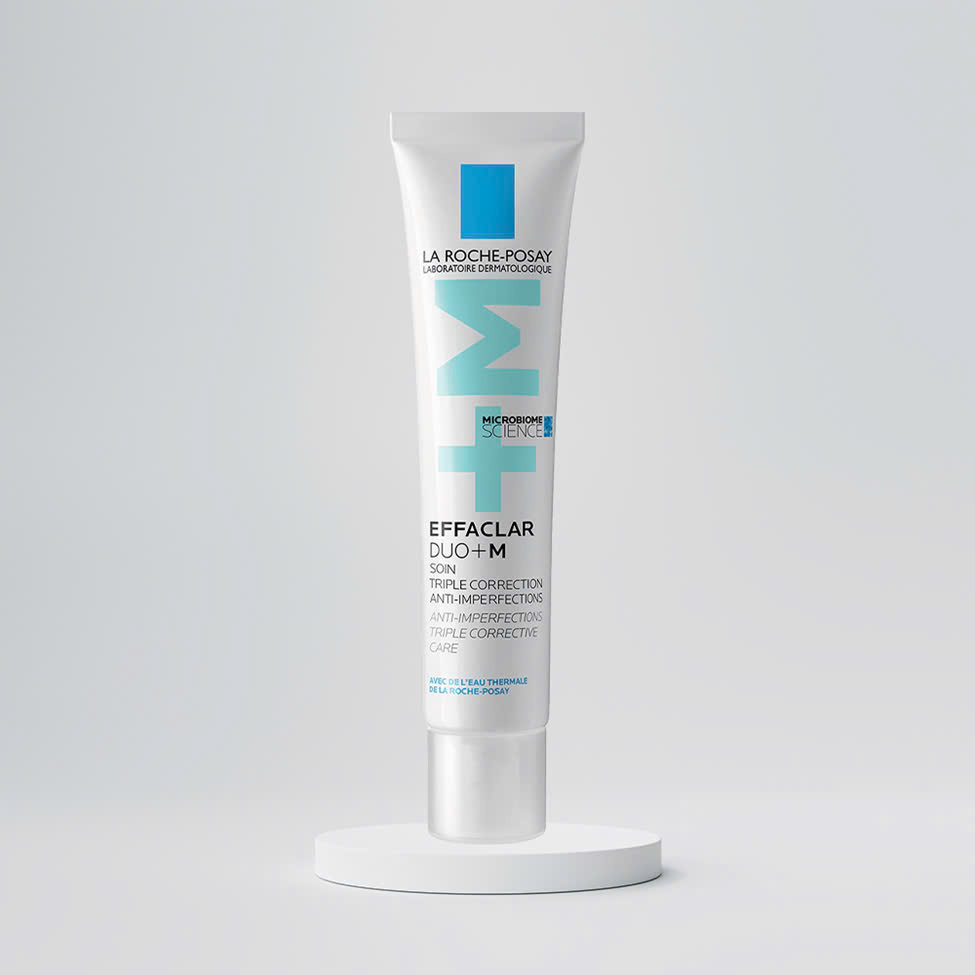 LA ROCHE-POSAY
LABORATOIRE DERMATOLOGIQUE
M
MICROBIOME
SCIENCE
+
EFFACLAR
DUO+M
SOIN
TRIPLE CORRECTION
ANTI-IMPERFECTIONS
ANTI-IMPERFECTIONS
TRIPLE CORRECTIVE
CARE
AVEC DE L'EAU THERMALE
DE LA ROCHE-POSAY